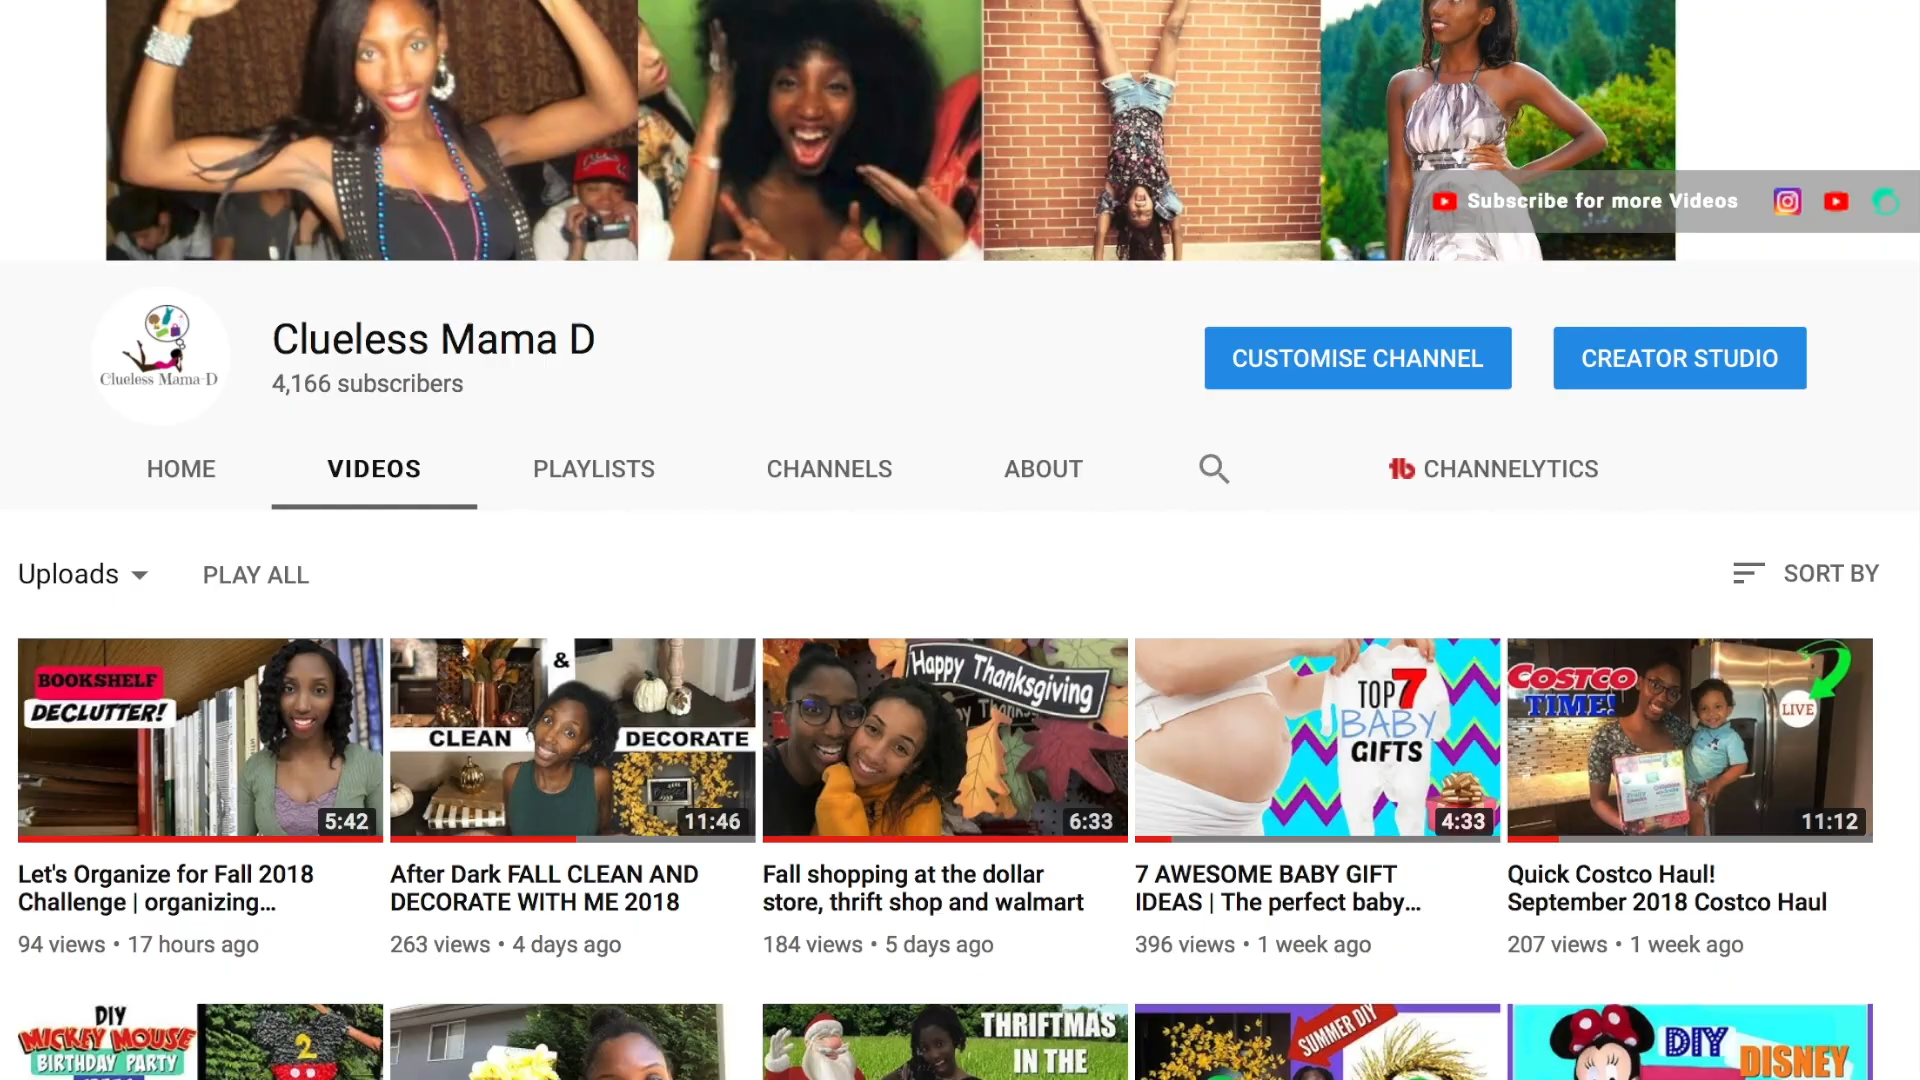 Subscribe for more Videos
Clueless Mama-D
Clueless Mama D
4,166 subscribers
CUSTOMISE CHANNEL
CREATOR STUDIO
HOME
VIDEOS
PLAYLISTS
CHANNELS
ABOUT
CHANNELYTICS
Uploads
PLAY ALL
SORT BY
BOOKSHELF
DECLUTTER!
5:42
&
CLEAN
DECORATE
11:46
Happy Thanksgiving
6:33
TOP 7
BABY
GIFTS
4:33
COSTCO
TIME!
LIVE
11:12
Let's Organize for Fall 2018
Challenge | organizing...
94 views • 17 hours ago
After Dark FALL CLEAN AND
DECORATE WITH ME 2018
263 views • 4 days ago
Fall shopping at the dollar
store, thrift shop and walmart
184 views • 5 days ago
7 AWESOME BABY GIFT
IDEAS | The perfect baby...
396 views • 1 week ago
Quick Costco Haul!
September 2018 Costco Haul
207 views • 1 week ago
DIY
MICKEY MOUSE
BIRTHDAY PARTY
2
THRIFTMAS
IN THE
SUMMER DIY
DIY
DISNEY